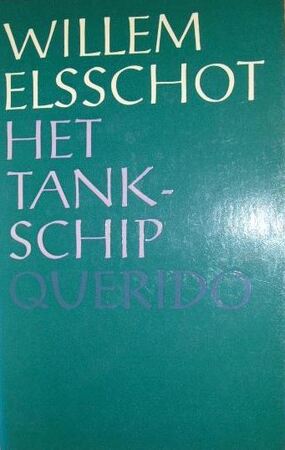 WILLEM
ELSSCHOT
HET
TANK-
SCHIP
QUERIDO